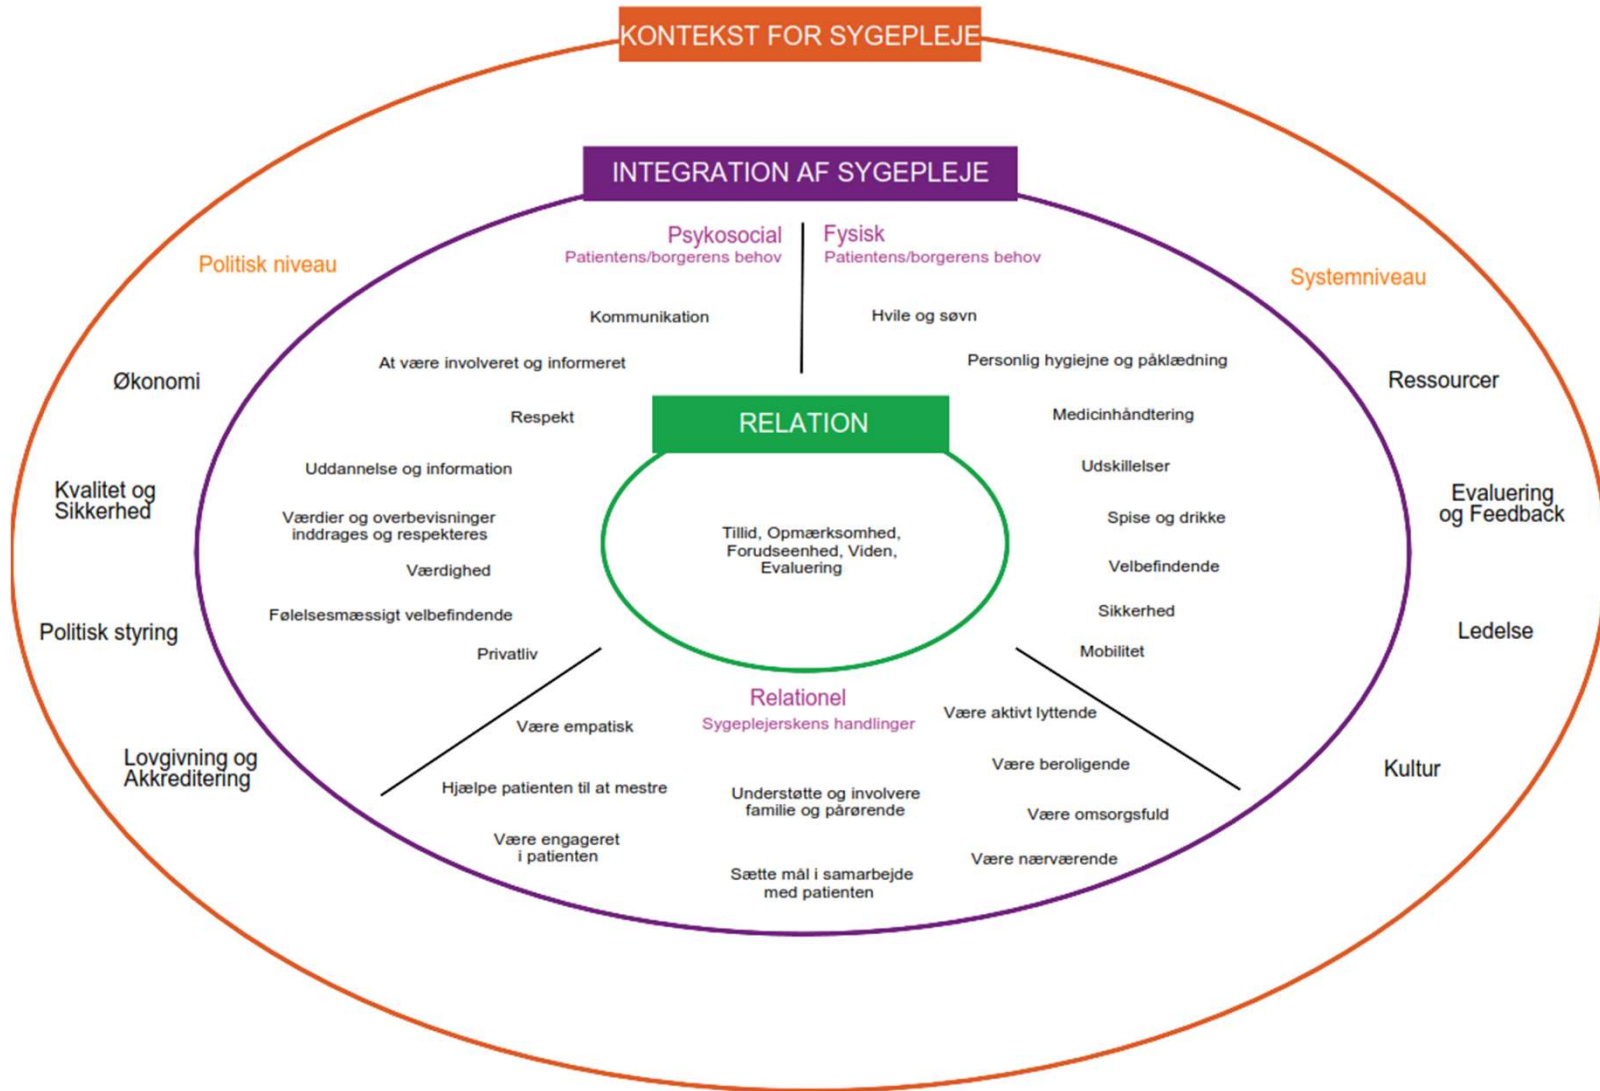 KONTEKST FOR SYGEPLEJE
INTEGRATION AF SYGEPLEJE
Politisk niveau
Økonomi
Kvalitet og
Sikkerhed
Politisk styring
Lovgivning og
Akkreditering
Psykosocial
Patientens/borgerens behov
Kommunikation
At være involveret og informeret
Respekt
Uddannelse og information
Værdier og overbevisninger
inddrages og respekteres
Værdighed
Følelsesmæssigt velbefindende
Privatliv
Fysisk
Patientens/borgerens behov
Hvile og søvn
Personlig hygiejne og påklædning
Medicinhåndtering
Udskillelser
Spise og drikke
Velbefindende
Sikkerhed
Mobilitet
RELATION
Tillid, Opmærksomhed,
Forudseenhed, Viden,
Evaluering
Relationel
Sygeplejerskens handlinger
Være empatisk
Hjælpe patienten til at mestre
Være engageret
i patienten
Understøtte og involvere
familie og pårørende
Sætte mål i samarbejde
med patienten
Være aktivt lyttende
Være beroligende
Være omsorgsfuld
Være nærværende
Systemniveau
Ressourcer
Evaluering
og Feedback
Ledelse
Kultur